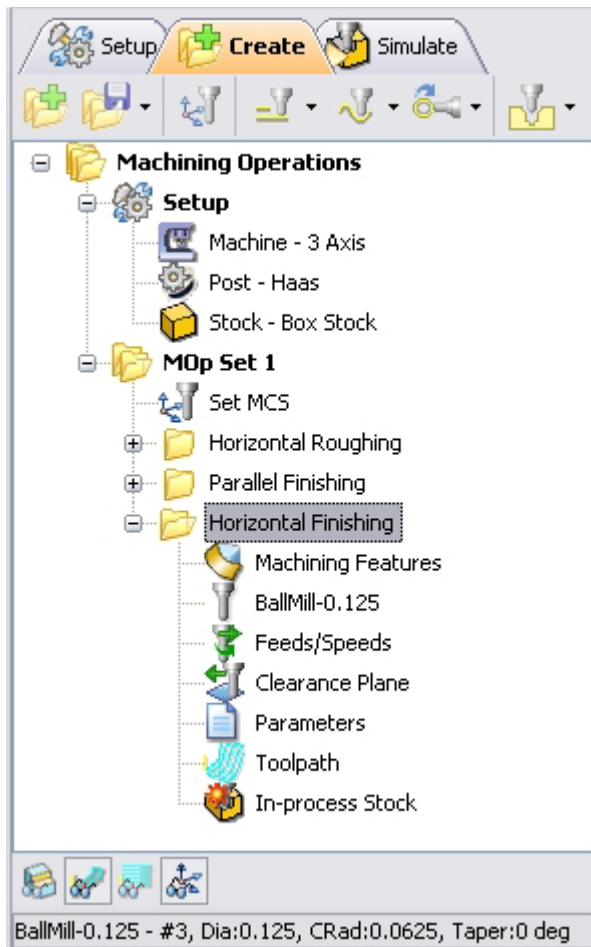 Setup Create Simulate
Machining Operations
Setup
Machine - 3 Axis
Post - Haas
Stock - Box Stock
MOp Set 1
Set MCS
Horizontal Roughing
Parallel Finishing
Horizontal Finishing
Machining Features
BallMill-0.125
Feeds/Speeds
Clearance Plane
Parameters
Toolpath
In-process Stock
BallMill-0.125 - #3, Dia:0.125, CRad:0.0625, Taper:0 deg